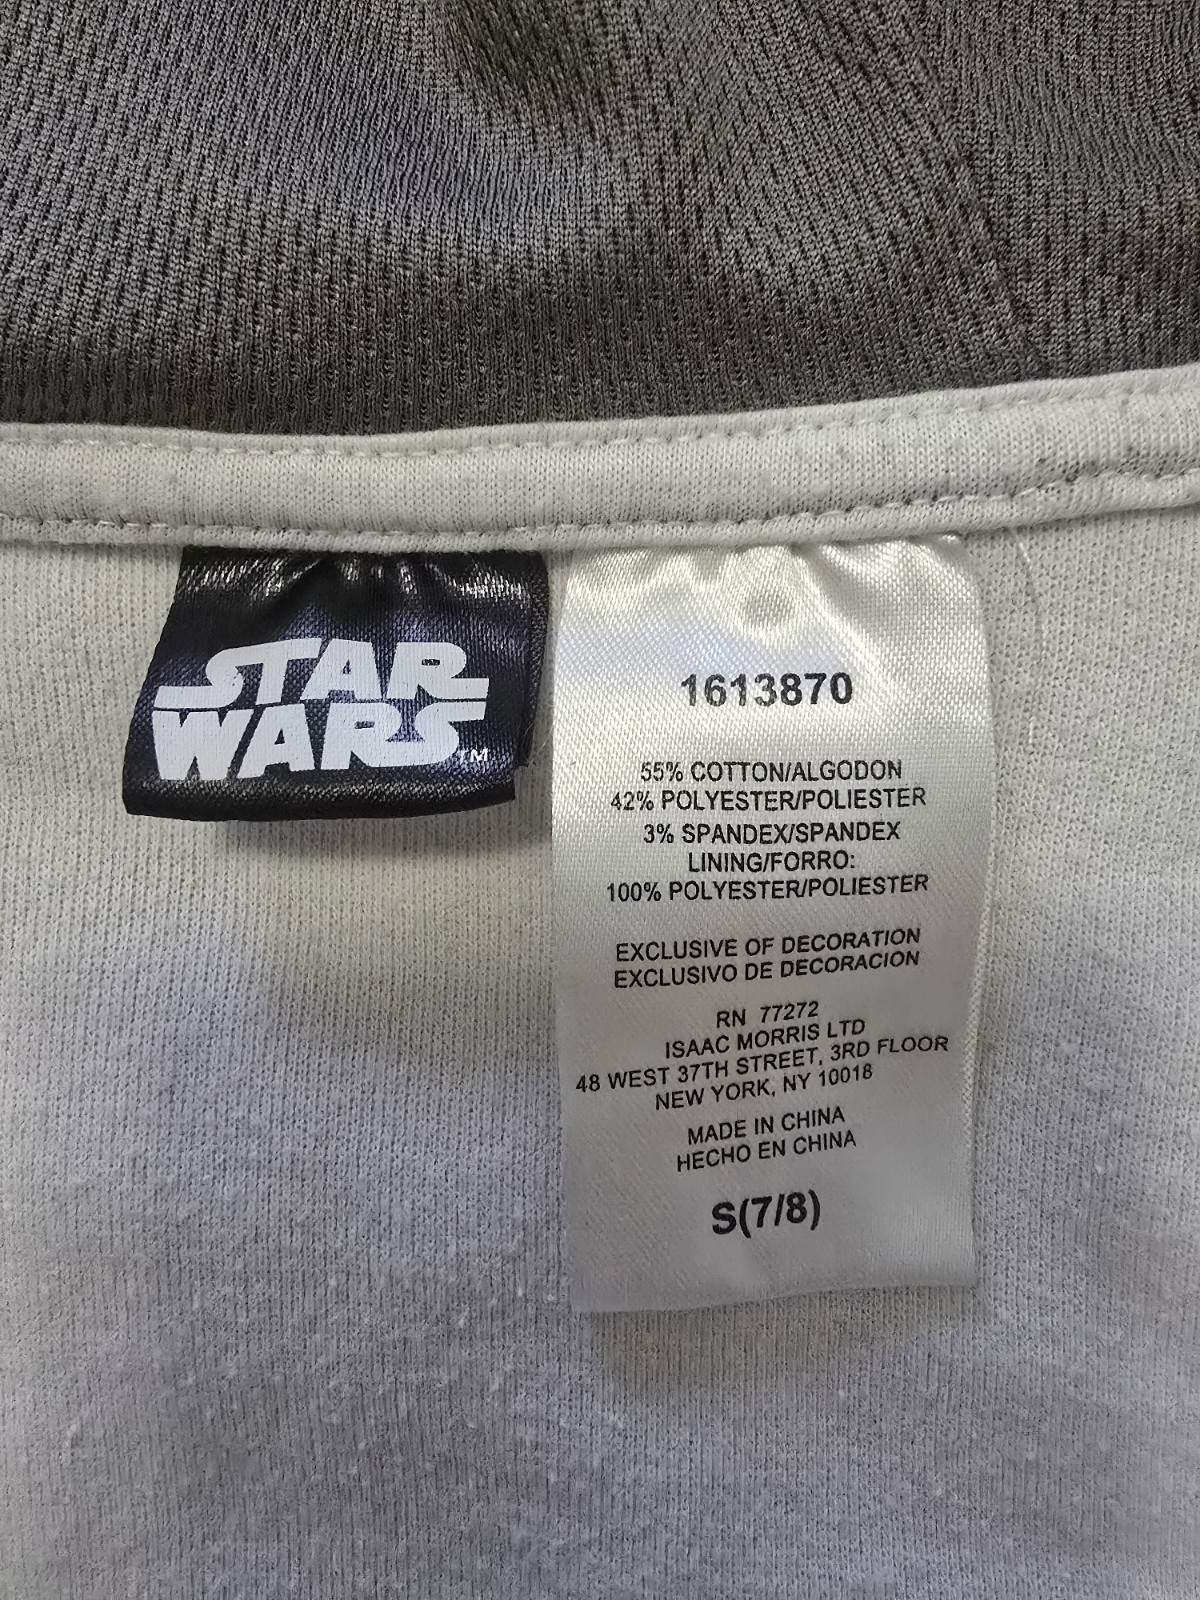 STAR
WARS
TM
1613870
55% COTTON/ALGODON
42% POLYESTER/POLIESTER
3% SPANDEX/SPANDEX
LINING/FORRO:
100% POLYESTER/POLIESTER
EXCLUSIVE OF DECORATION
EXCLUSIVO DE DECORACION
RN 77272
ISAAC MORRIS LTD
48 WEST 37TH STREET, 3RD FLOOR
NEW YORK, NY 10018
MADE IN CHINA
HECHO EN CHINA
S(7/8)